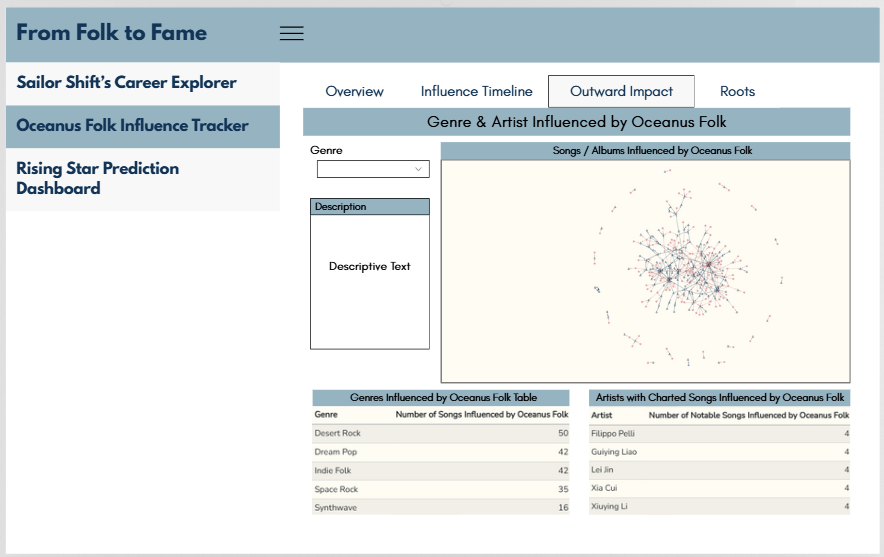 From Folk to Fame
Sailor Shift's Career Explorer
Oceanus Folk Influence Tracker
Rising Star Prediction
Dashboard
Overview
Influence Timeline
Outward Impact
Roots
Genre & Artist Influenced by Oceanus Folk
Genre
Description
Descriptive Text
Songs / Albums Influenced by Oceanus Folk
Genres Influenced by Oceanus Folk Table
Genre Number of Songs Influenced by Oceanus Folk
Desert Rock 50
Dream Pop 42
Indie Folk 42
Space Rock 35
Synthwave 16
Artists with Charted Songs Influenced by Oceanus Folk
Artist Number of Notable Songs Influenced by Oceanus Folk
Filippo Pelli 4
Guiying Liao 4
Lei Jin 4
Xia Cui 4
Xiuying Li 4